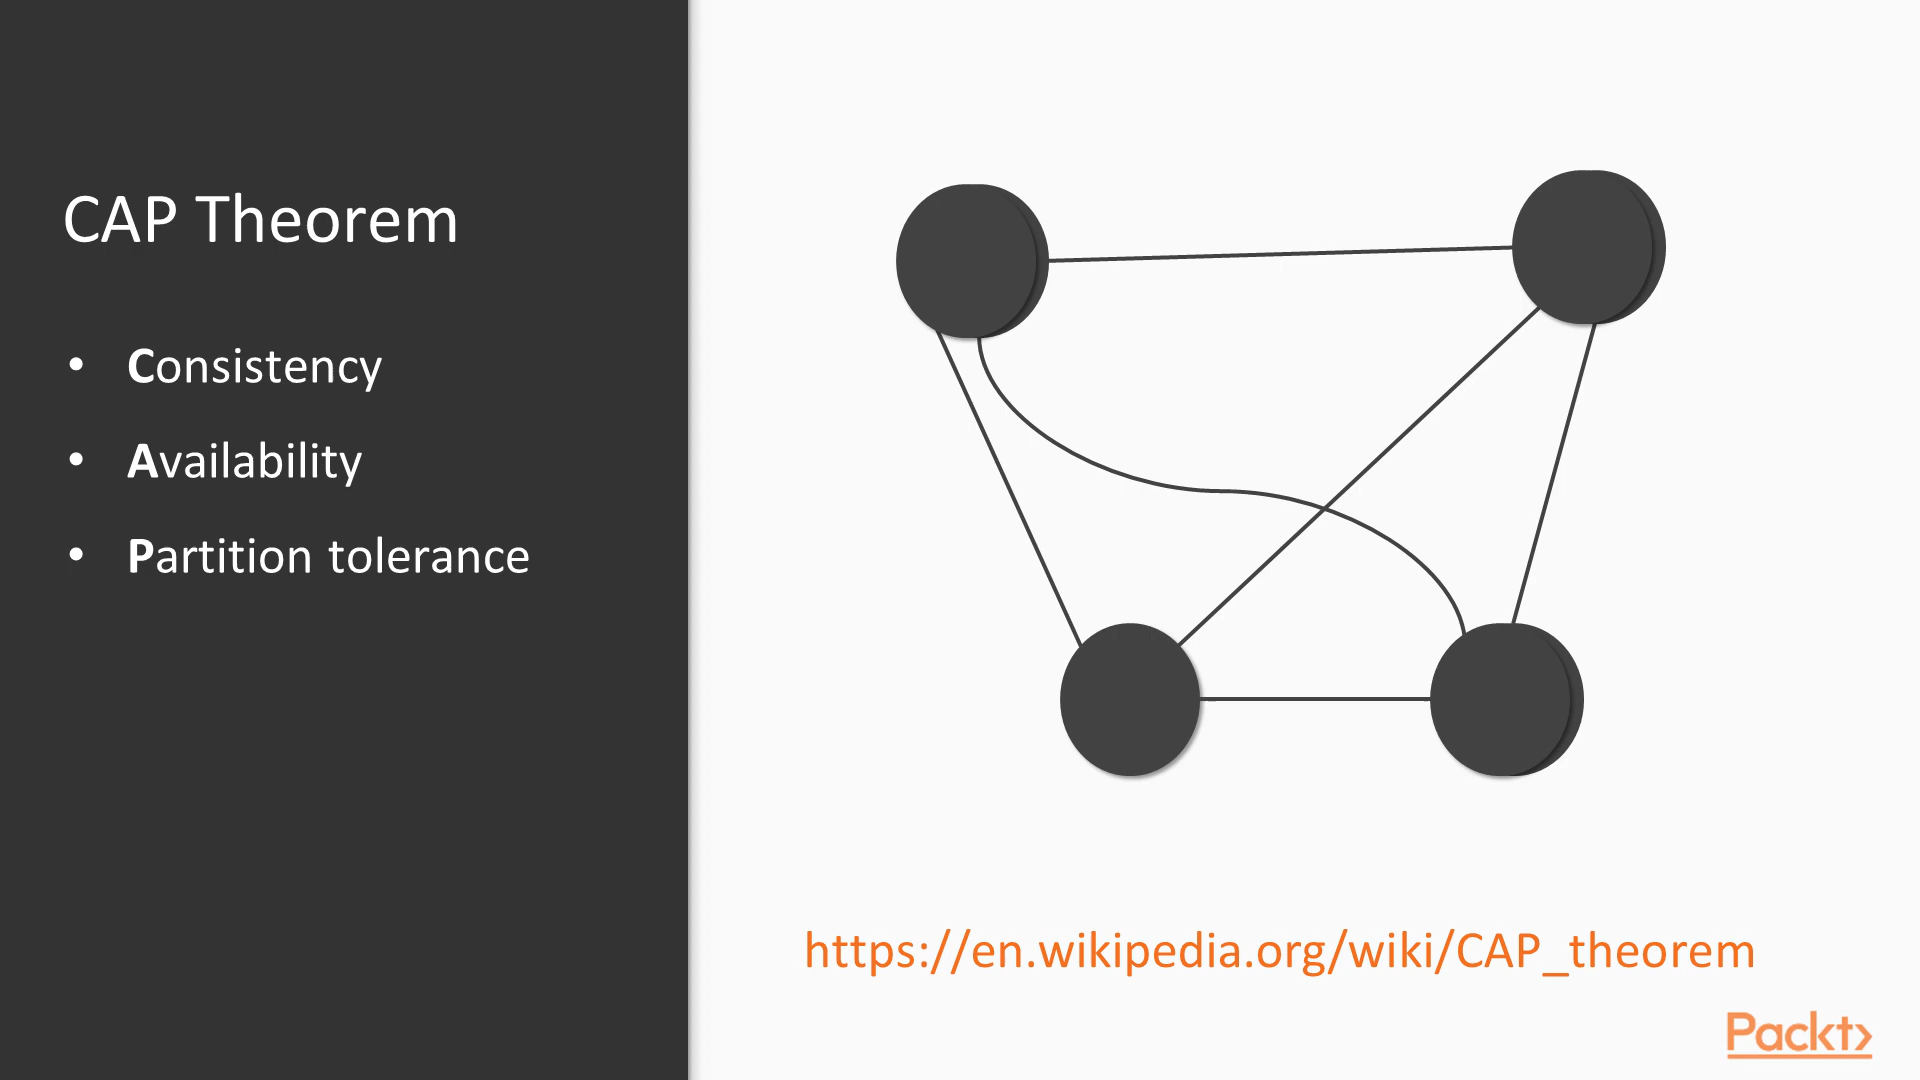 CAP Theorem
• Consistency
• Availability
• Partition tolerance
https://en.wikipedia.org/wiki/CAP_theorem
Packt>